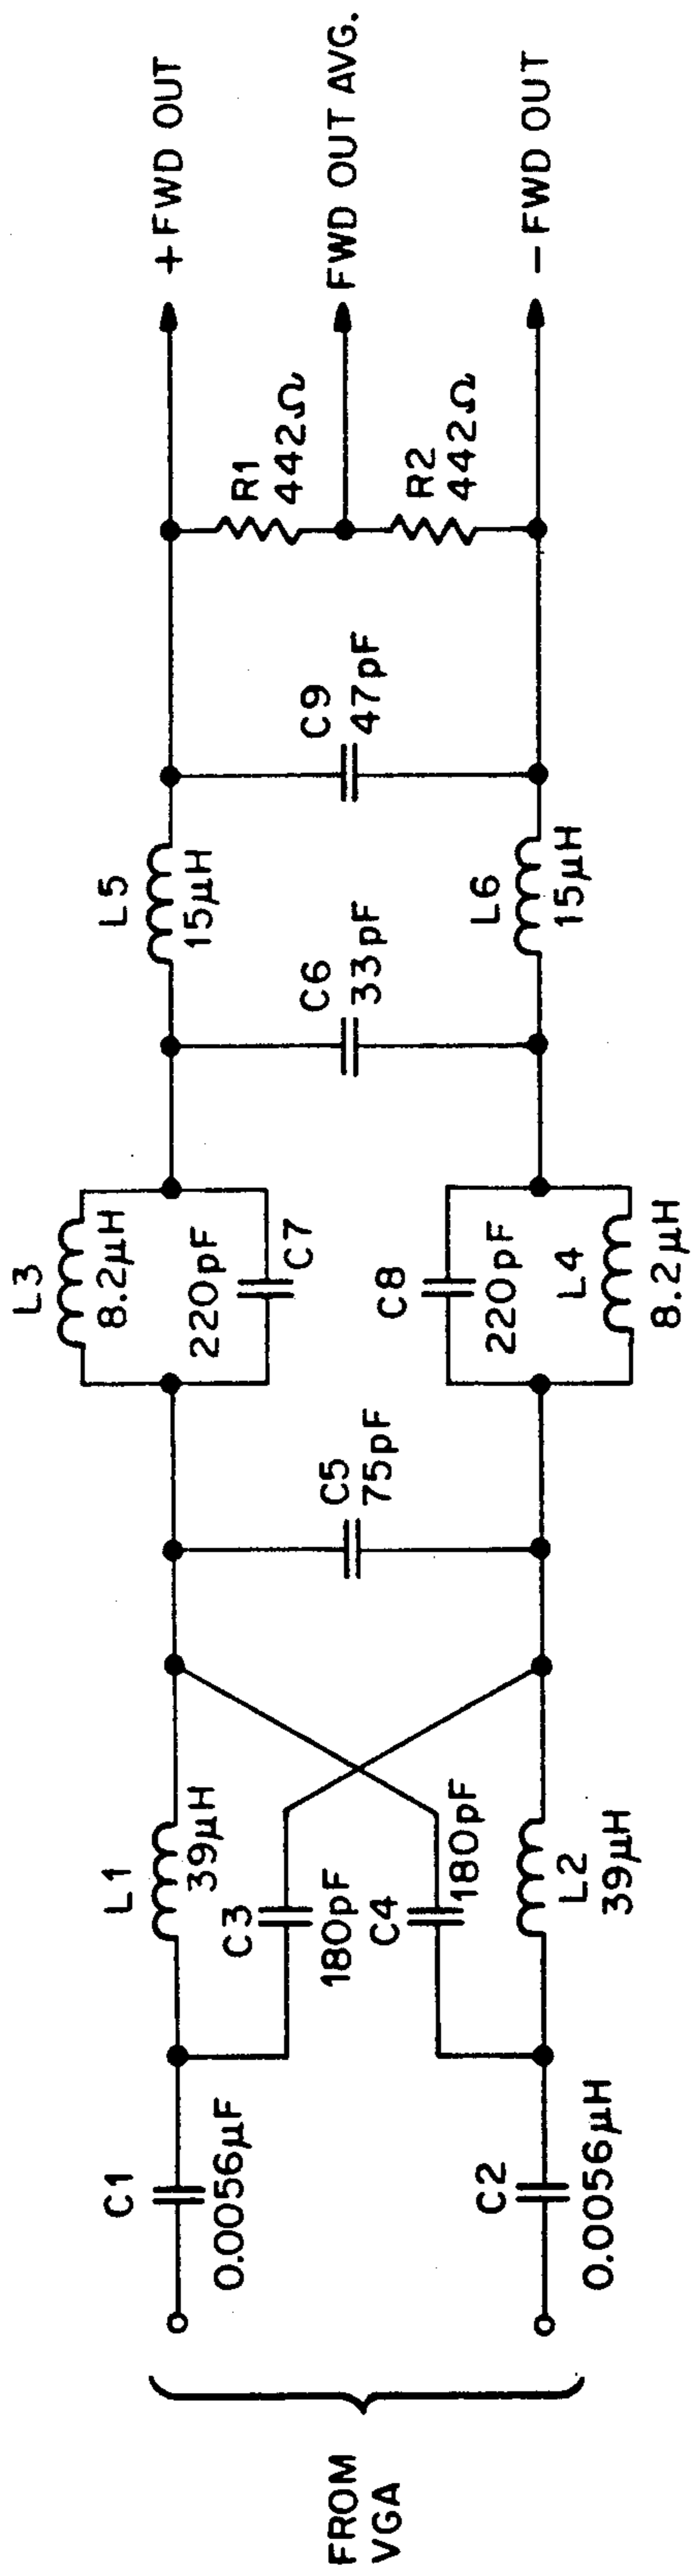 FROM
VGA
C1
0.0056µF
C2
0.0056µH
L1
39µH
C3
180pF
C4
180pF
L2
39µH
C5
75pF
L3
8.2µH
220pF
C7
C8
220pF
L4
8.2µH
C6
33pF
L5
15µH
L6
15µH
C9
47pF
R1
442Ω
R2
442Ω
+FWD OUT
FWD OUT AVG.
-FWD OUT